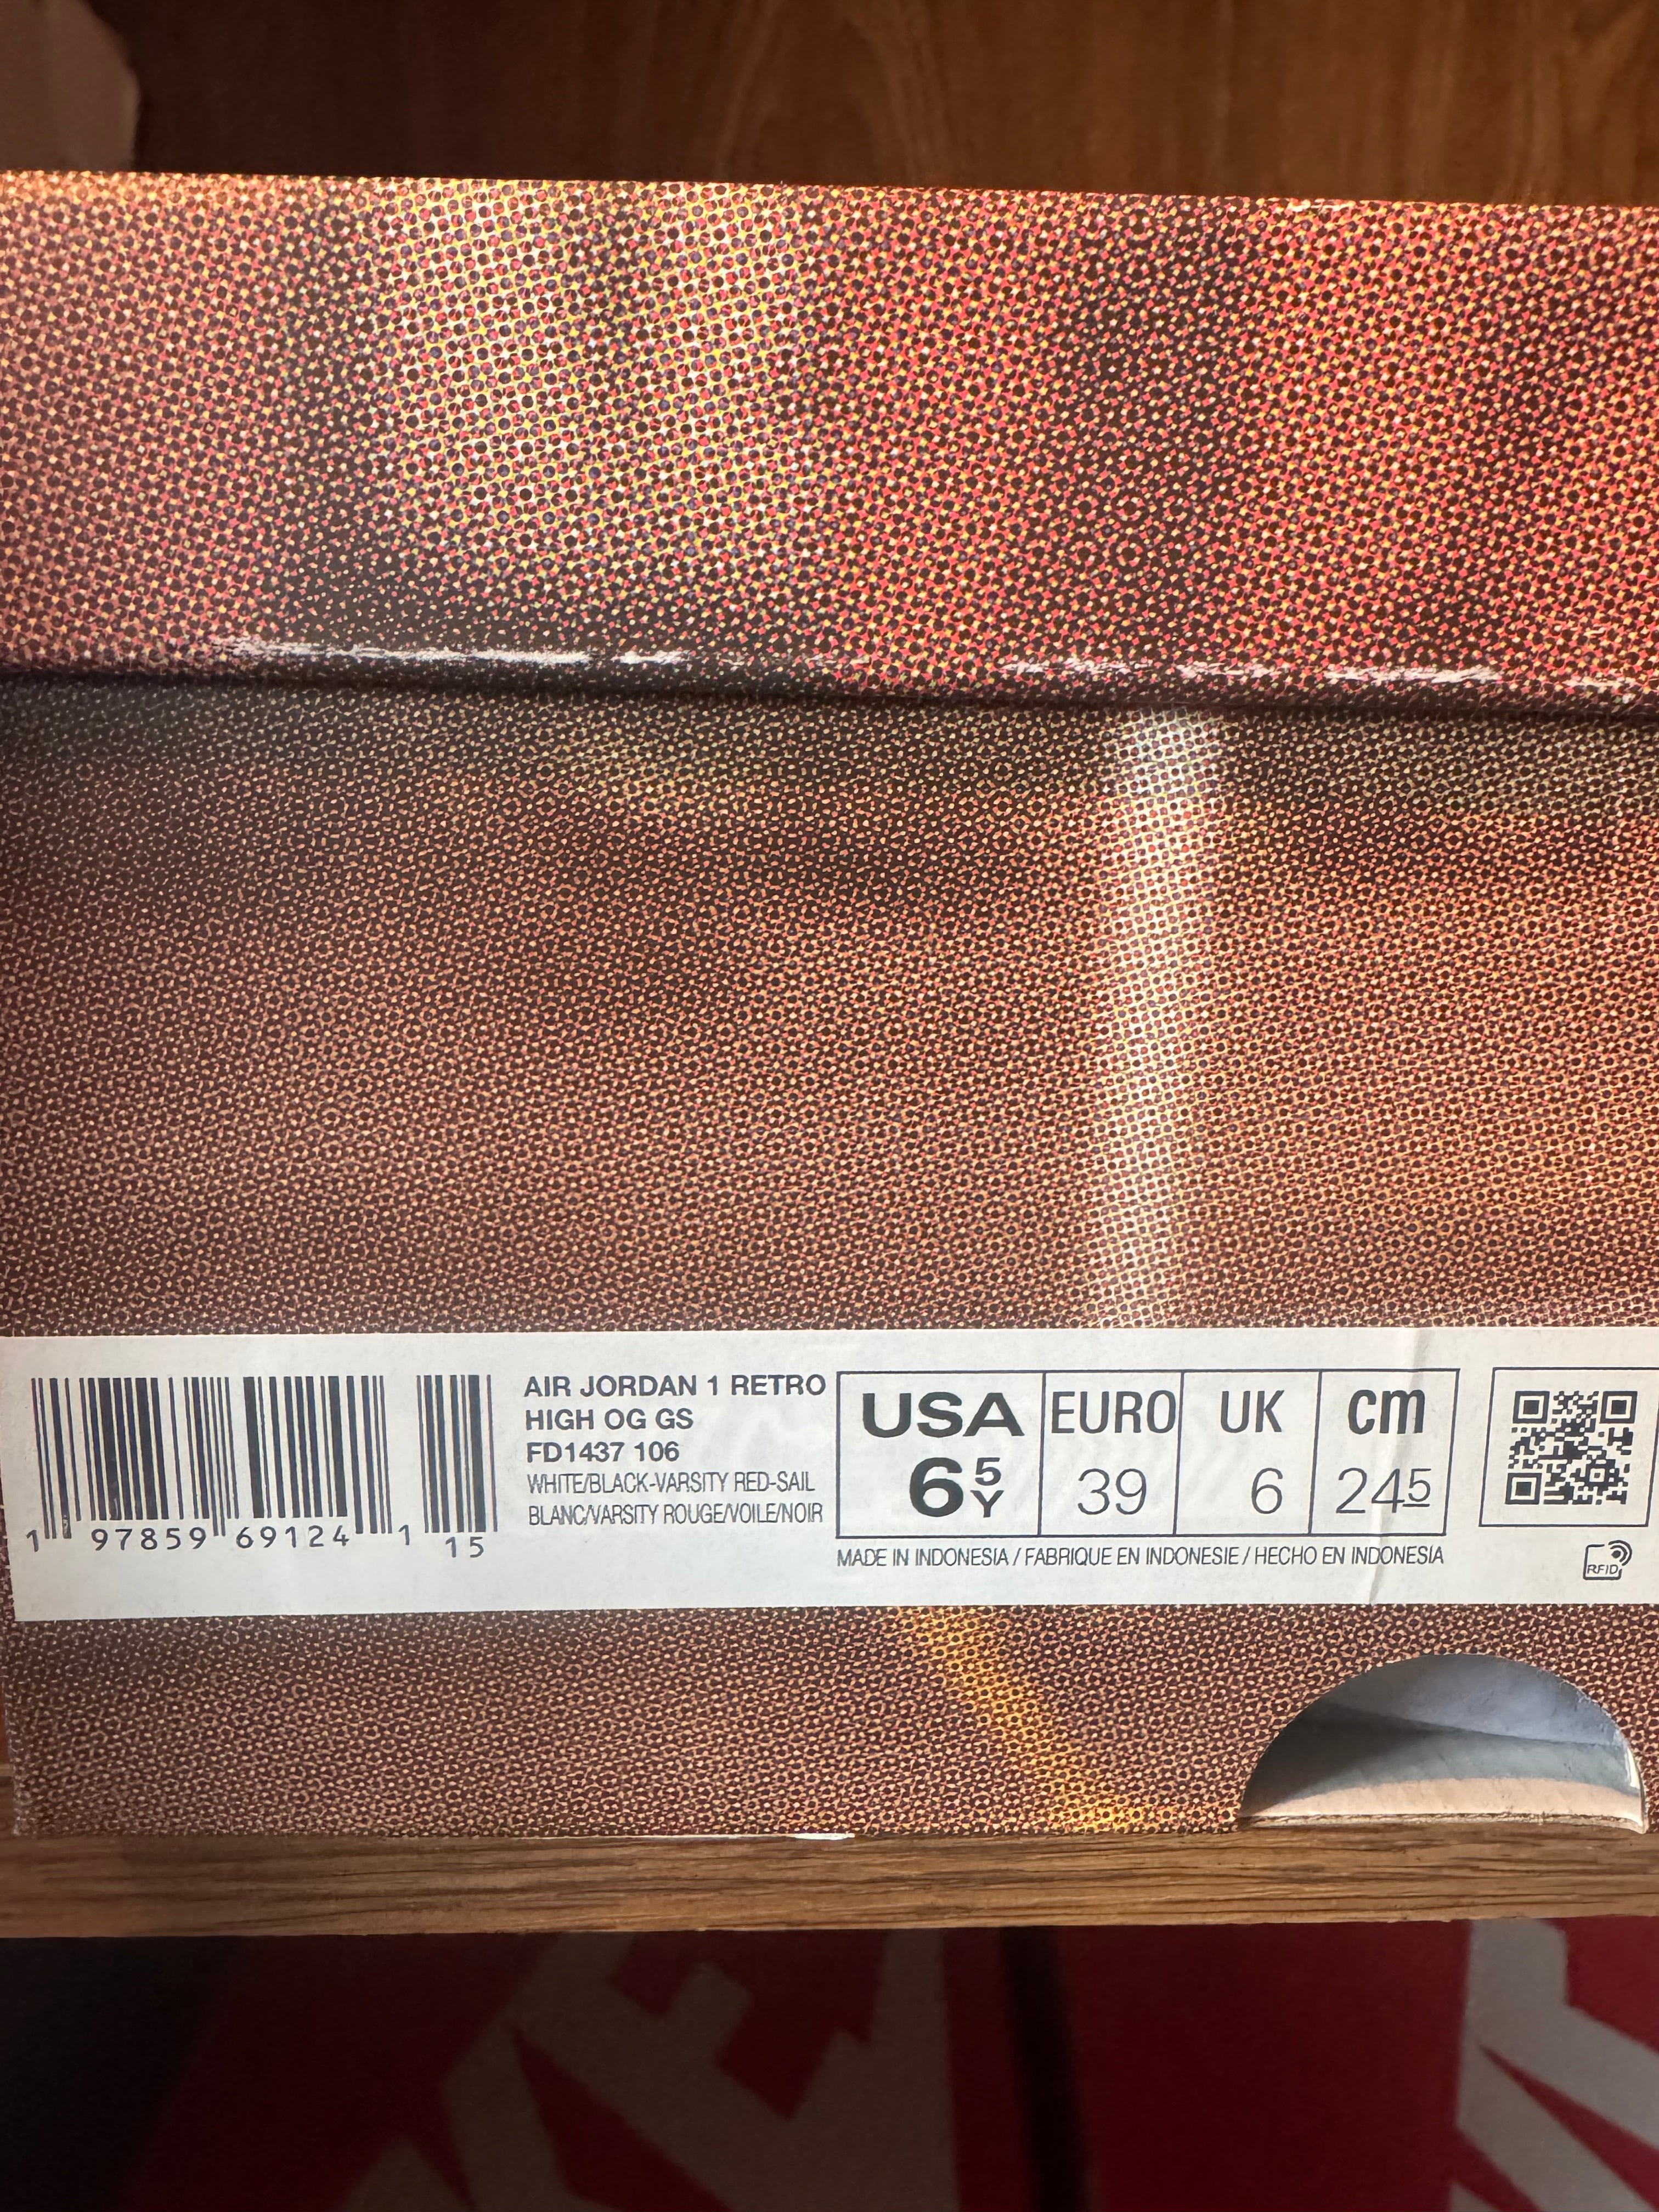 AIR JORDAN 1 RETRO
HIGH OG GS
FD1437 106
WHITE/BLACK-VARSITY RED-SAIL
BLANC/VARSITY ROUGE/VOILE/NOIR
1 97859 69124 1 15
USA EURO UK cm
6 5 Y 39 6 24 5
MADE IN INDONESIA / FABRIQUE EN INDONESIE / HECHO EN INDONESIA
RFID